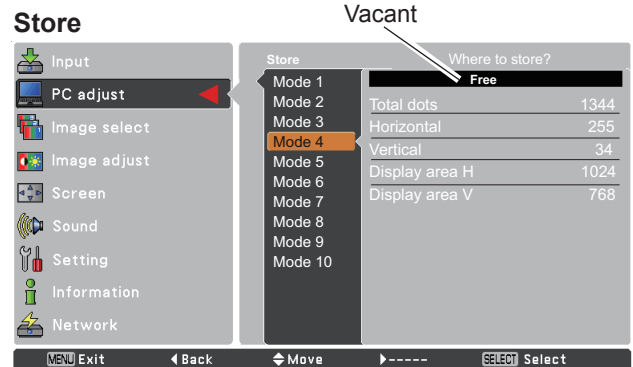 Store
Vacant
Input
PC adjust
Image select
Image adjust
Screen
Sound
Setting
Information
Network
Store
Mode 1
Mode 2
Mode 3
Mode 4
Mode 5
Mode 6
Mode 7
Mode 8
Mode 9
Mode 10
Where to store?
Free
Total dots 1344
Horizontal 255
Vertical 34
Display area H 1024
Display area V 768
MENU Exit ◀Back Move ▶----- SELECT Select